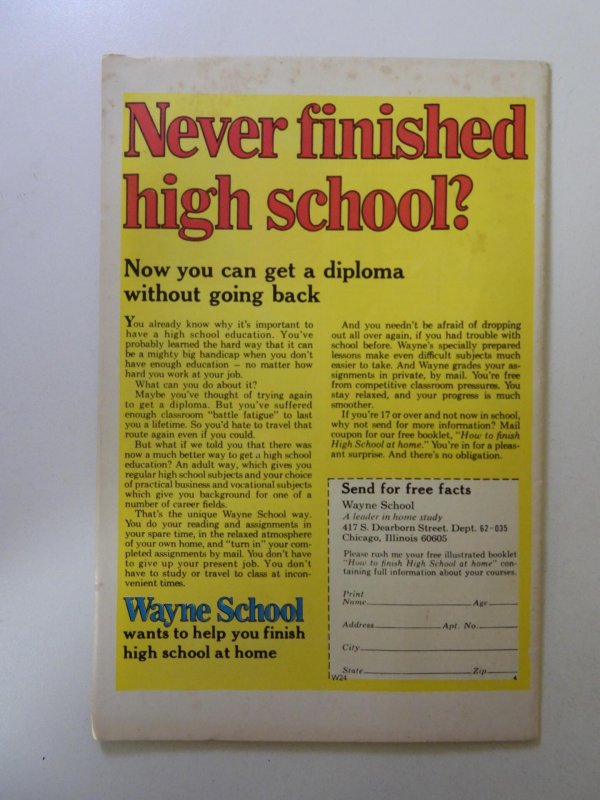 Never finished
high school?
Now you can get a diploma
without going back
You already know why it's important to
have a high school education. You've
probably learned the hard way that it can
be a mighty big handicap when you don't
have enough education — no matter how
hard you work at your job.
What can you do about it?
Maybe you've thought of trying again
to get a diploma. But you've suffered
enough classroom "battle fatigue" to last
you a lifetime. So you'd hate to travel that
route again even if you could.
But what if we told you that there was
now a much better way to get a high school
education? An adult way, which gives you
regular high school subjects and your choice
of practical business and vocational subjects
which give you background for one of a
number of career fields.
That's the unique Wayne School way.
You do your reading and assignments in
your spare time, in the relaxed atmosphere
of your own home, and "turn in" your com-
pleted assignments by mail. You don't have
to give up your present job. You don't
have to study or travel to class at incon-
venient times.
Wayne School
wants to help you finish
high school at home
And you needn't be afraid of dropping
out all over again, if you had trouble with
school before. Wayne's specially prepared
lessons make even difficult subjects much
easier to take. And Wayne grades your as-
signments in private, by mail. You're free
from competitive classroom pressures. You
stay relaxed, and your progress is much
smoother.
If you're 17 or over and not now in school,
why not send for more information? Mail
coupon for our free booklet, "How to finish
High School at home." You're in for a pleas-
ant surprise. And there's no obligation.
Send for free facts
Wayne School
A leader in home study
417 S. Dearborn Street. Dept. 62-035
Chicago, Illinois 60605
Please rush me your free illustrated booklet
"How to finish High School at home" con-
taining full information about your courses.
Print
Name Age
Address Apt. No.
City
State Zip
W24 4